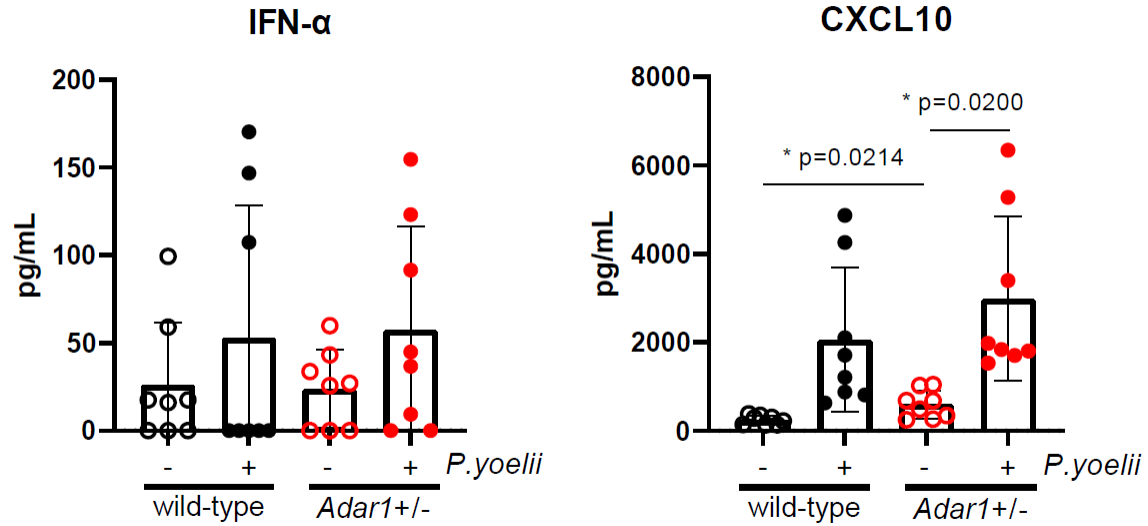 IFN-α
200
150
100
50
0
pg/mL
- + - + P.yoelii
wild-type Adar1+/-
CXCL10
8000
6000
4000
2000
0
pg/mL
* p=0.0200
* p=0.0214
- + - + P.yoelii
wild-type Adar1+/-